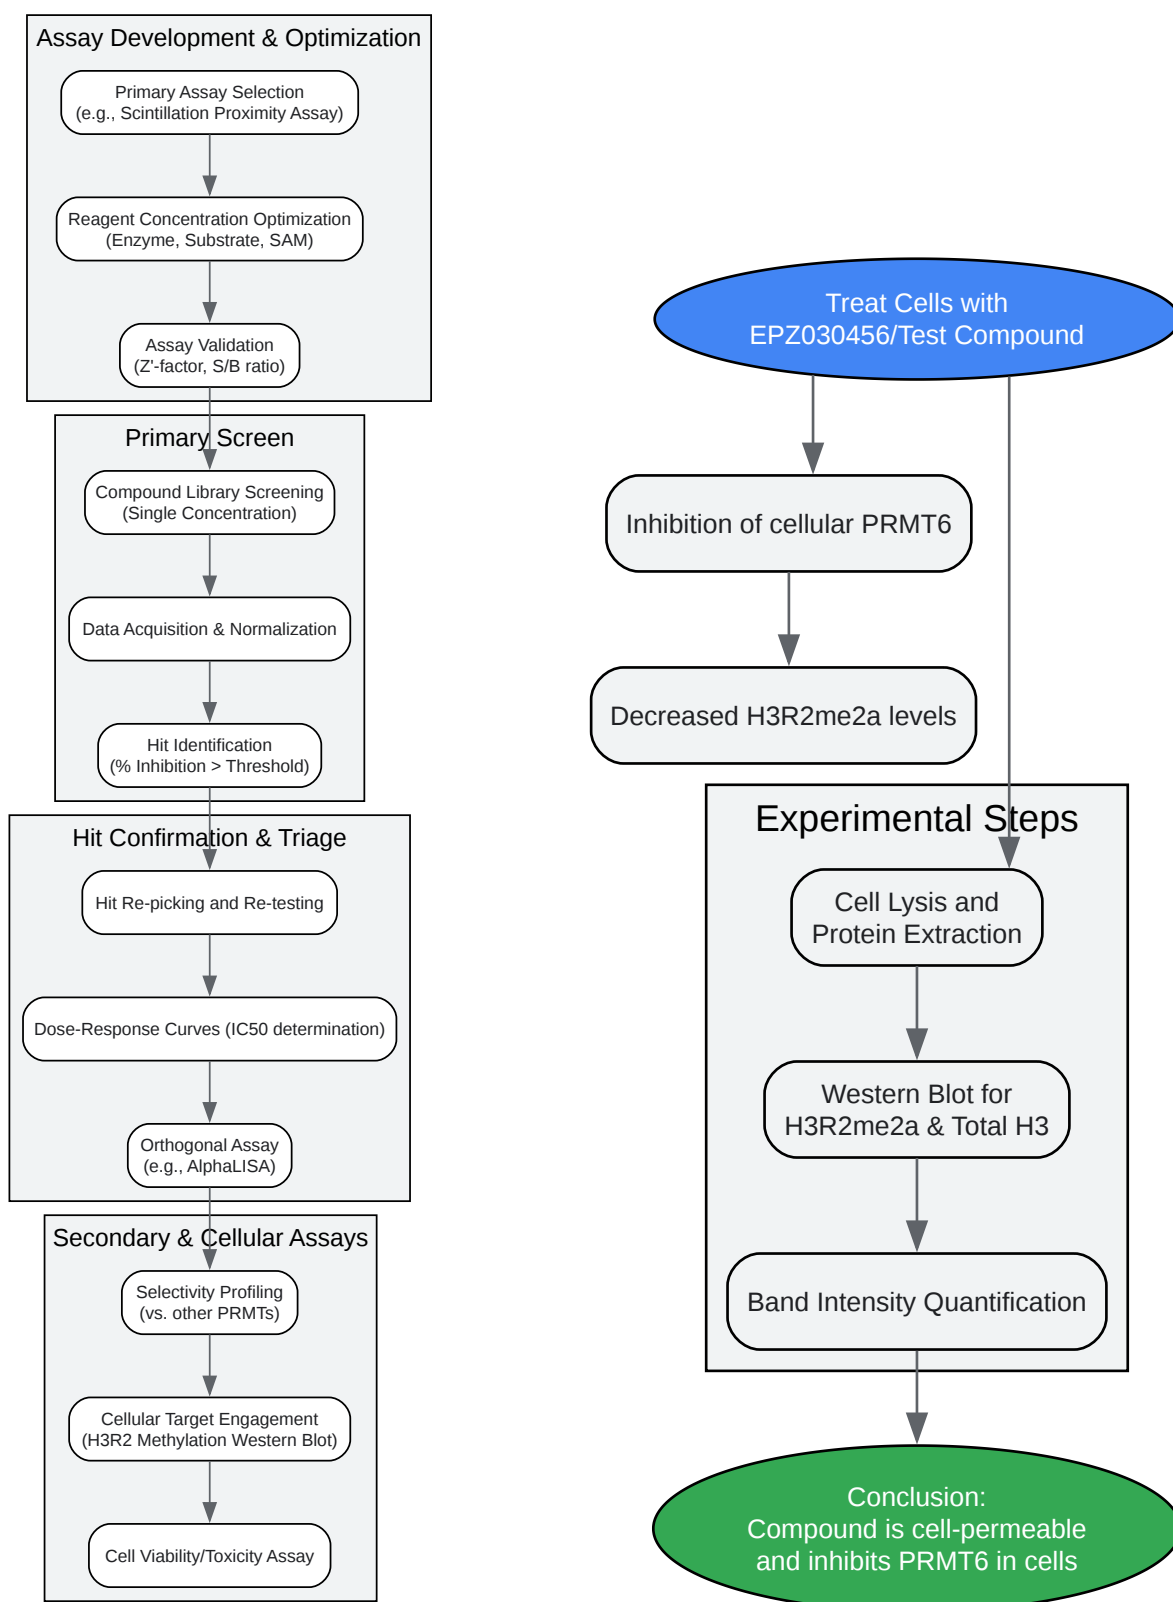 Assay Development & Optimization
Primary Assay Selection
(e.g., Scintillation Proximity Assay)
Reagent Concentration Optimization
(Enzyme, Substrate, SAM)
Assay Validation
(Z'-factor, S/B ratio)
Primary Screen
Compound Library Screening
(Single Concentration)
Data Acquisition & Normalization
Hit Identification
(% Inhibition > Threshold)
Hit Confirmation & Triage
Hit Re-picking and Re-testing
Dose-Response Curves (IC50 determination)
Orthogonal Assay
(e.g., AlphaLISA)
Secondary & Cellular Assays
Selectivity Profiling
(vs. other PRMTs)
Cellular Target Engagement
(H3R2 Methylation Western Blot)
Cell Viability/Toxicity Assay
Treat Cells with
EPZ030456/Test Compound
Inhibition of cellular PRMT6
Decreased H3R2me2a levels
Experimental Steps
Cell Lysis and
Protein Extraction
Western Blot for
H3R2me2a & Total H3
Band Intensity Quantification
Conclusion:
Compound is cell-permeable
and inhibits PRMT6 in cells